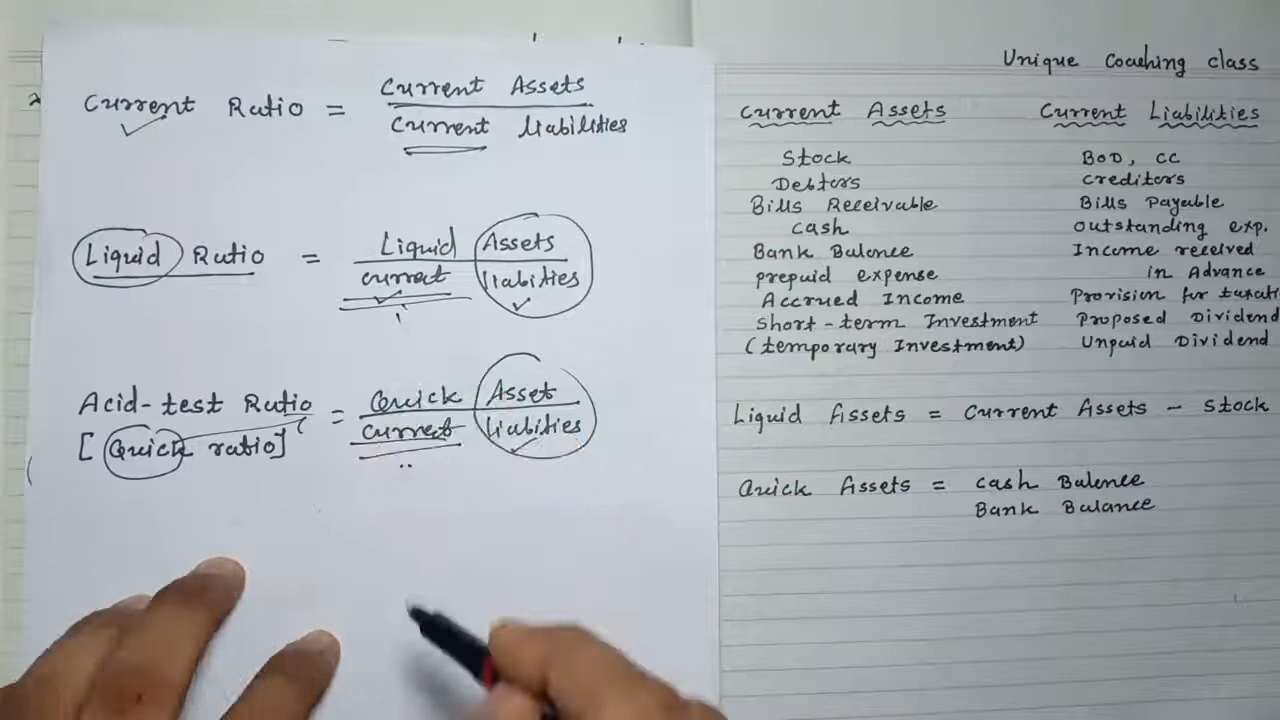 Current Ratio = Current Assets
Current liabilities
Liquid Ratio = Liquid Assets
current liabilities
Acid-test Ratio = Quick Asset
[Quick ratio] current liabilities
Unique Coaching class
Current Assets Current Liabilities
Stock BOD, CC
Debtors creditors
Bills Receivable Bills Payable
cash outstanding exp.
Bank Balance Income received
prepaid expense in Advance
Accrued Income Provision for taxati
Short-term Investment Proposed Dividend
(temporary Investment) Unpaid Dividend
Liquid Assets = Current Assets - Stock
Quick Assets = Cash Balance
Bank Balance